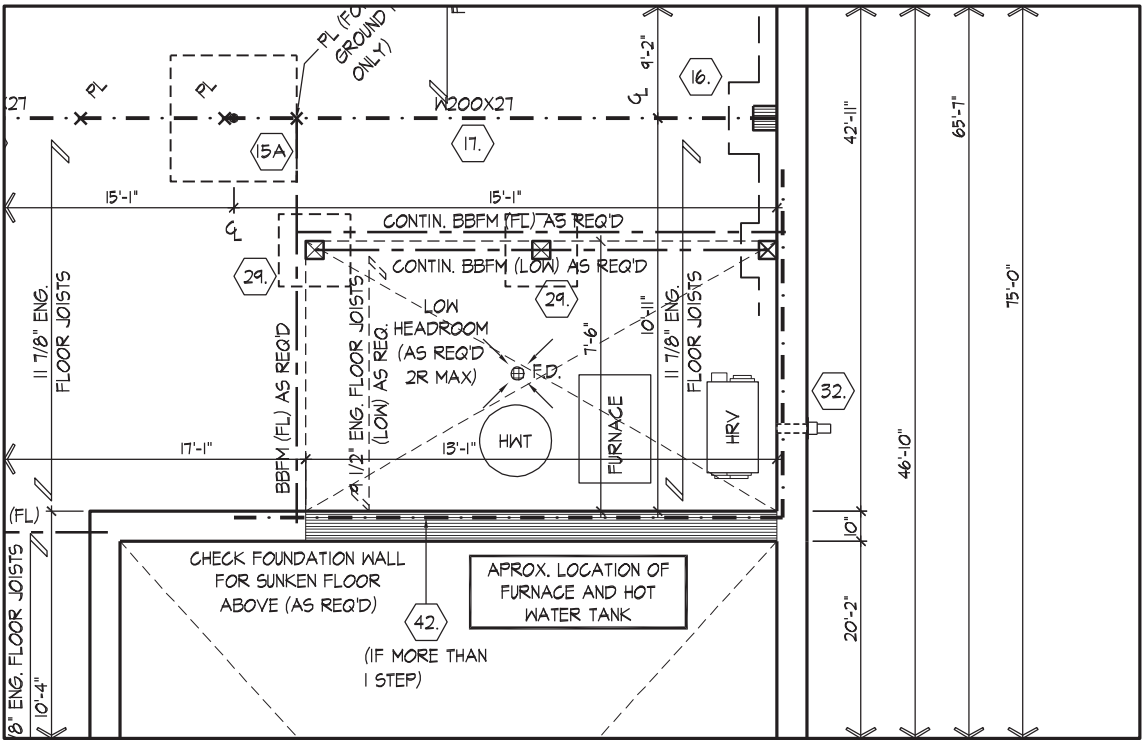 PL (FO
GROUND
ONLY)
PL
PL
W200X27
15A
17.
16.
9'-2"
C̲L
42'-11"
65'-7"
75'-0"
46'-10"
15'-1"
15'-1"
CL
CL
CONTIN. BBFM (FL) AS REQ'D
CONTIN. BBFM (LOW) AS REQ'D
29.
29.
11 7/8" ENG.
FLOOR JOISTS
BBFM (FL) AS REQ'D
9 1/2" ENG. FLOOR JOISTS
(LOW) AS REQ.
LOW
HEADROOM
(AS REQ'D
2R MAX)
F.D.
7'-6"
10'-11"
11 7/8" ENG.
FLOOR JOISTS
HWT
FURNACE
HRV
32.
17'-1"
13'-1"
(FL)
10"
20'-2"
CHECK FOUNDATION WALL
FOR SUNKEN FLOOR
ABOVE (AS REQ'D)
42.
(IF MORE THAN
1 STEP)
APROX. LOCATION OF
FURNACE AND HOT
WATER TANK
/8" ENG. FLOOR JOISTS
10'-4"